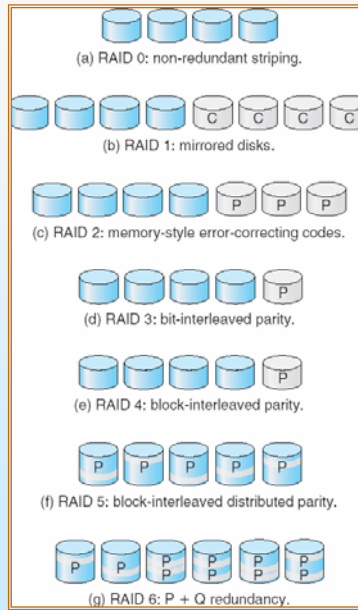 (a) RAID 0: non-redundant striping.
C C C C
(b) RAID 1: mirrored disks.
P P P
(c) RAID 2: memory-style error-correcting codes.
P
(d) RAID 3: bit-interleaved parity.
P
(e) RAID 4: block-interleaved parity.
P P P P P
(f) RAID 5: block-interleaved distributed parity.
P P P P P P
P P P P
(g) RAID 6: P + Q redundancy.